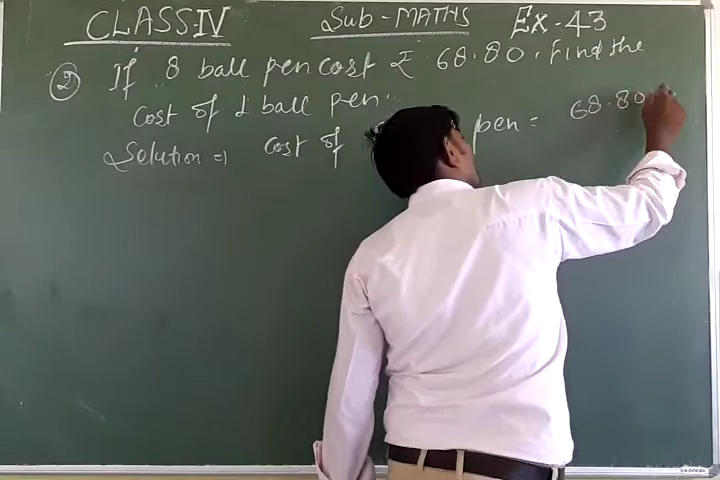 CLASS-IV Sub-MATHS Ex-43
② If 8 ball pen cost ₹ 68.80. Find the
cost of 1 ball pen.
Solution ⇒ cost of pen = 68.80